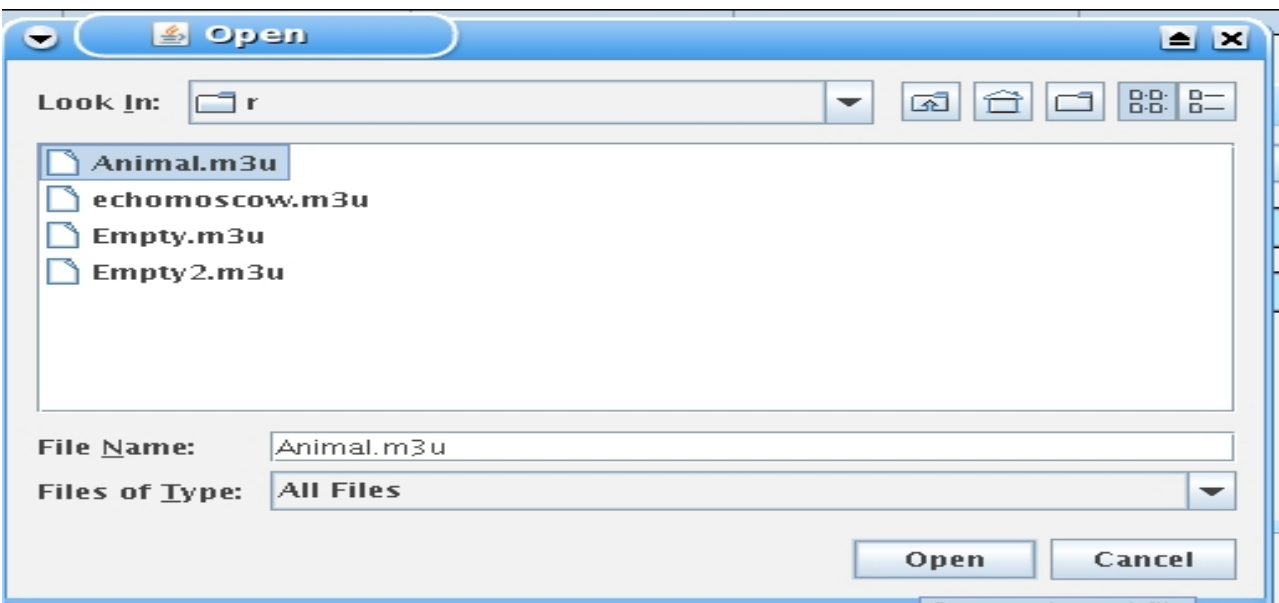 Open
Look In: r
Animal.m3u
echomoscow.m3u
Empty.m3u
Empty2.m3u
File Name: Animal.m3u
Files of Type: All Files
Open Cancel